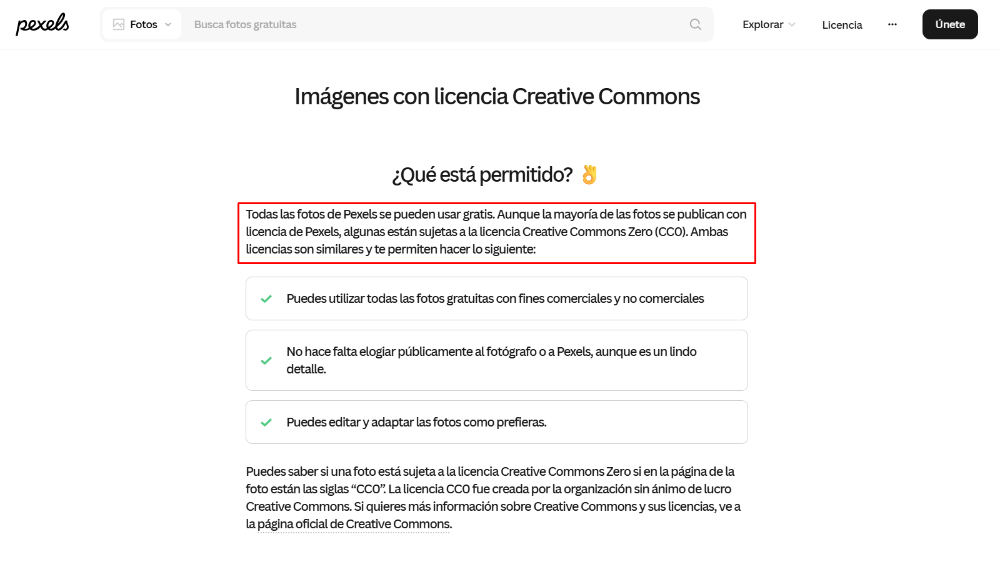 pexels
Fotos
Busca fotos gratuitas
Explorar
Licencia
Únete
Imágenes con licencia Creative Commons
¿Qué está permitido?
Todas las fotos de Pexels se pueden usar gratis. Aunque la mayoría de las fotos se publican con
licencia de Pexels, algunas están sujetas a la licencia Creative Commons Zero (CC0). Ambas
licencias son similares y te permiten hacer lo siguiente:
Puedes utilizar todas las fotos gratuitas con fines comerciales y no comerciales
No hace falta elogiar públicamente al fotógrafo o a Pexels, aunque es un lindo
detalle.
Puedes editar y adaptar las fotos como prefieras.
Puedes saber si una foto está sujeta a la licencia Creative Commons Zero si en la página de la
foto están las siglas “CC0”. La licencia CC0 fue creada por la organización sin ánimo de lucro
Creative Commons. Si quieres más información sobre Creative Commons y sus licencias, ve a
la página oficial de Creative Commons.